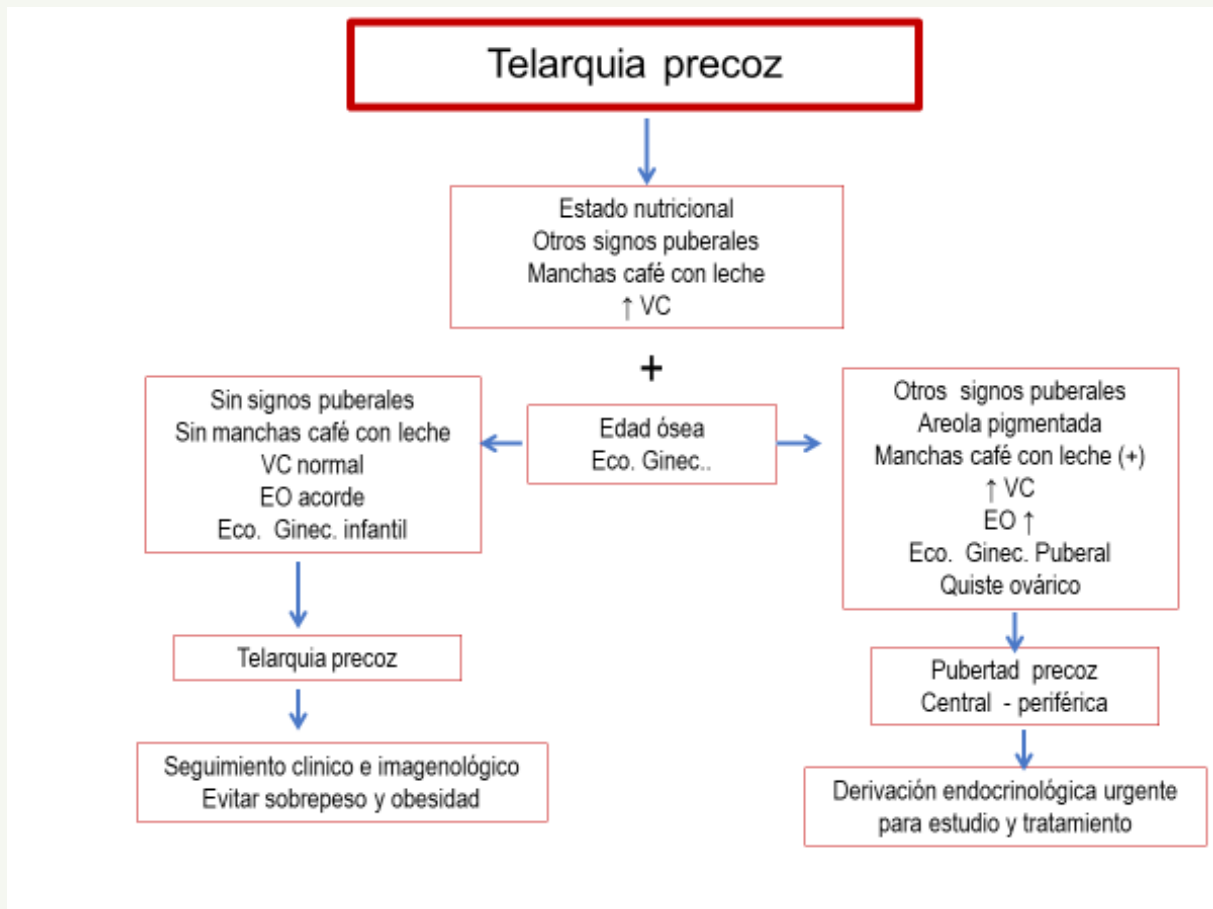 Telarquia precoz
Estado nutricional
Otros signos puberales
Manchas café con leche
↑ VC
+
Edad ósea
Eco. Ginec..
Sin signos puberales
Sin manchas café con leche
VC normal
EO acorde
Eco. Ginec. infantil
Telarquia precoz
Seguimiento clinico e imagenológico
Evitar sobrepeso y obesidad
Otros signos puberales
Areola pigmentada
Manchas café con leche (+)
↑ VC
EO ↑
Eco. Ginec. Puberal
Quiste ovárico
Pubertad precoz
Central - periférica
Derivación endocrinológica urgente
para estudio y tratamiento